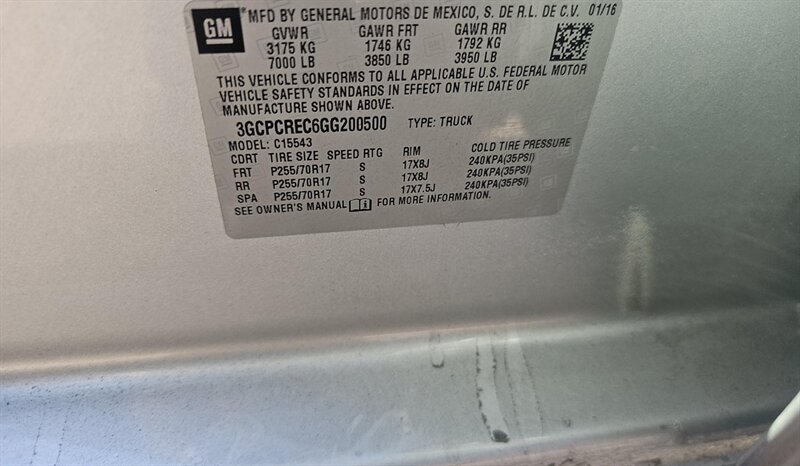 GM *MFD BY GENERAL MOTORS DE MEXICO, S. DE R.L. DE C.V. 01/16
GVWR GAWR FRT GAWR RR
3175 KG 1746 KG 1792 KG
7000 LB 3850 LB 3950 LB
THIS VEHICLE CONFORMS TO ALL APPLICABLE U.S. FEDERAL MOTOR
VEHICLE SAFETY STANDARDS IN EFFECT ON THE DATE OF
MANUFACTURE SHOWN ABOVE.
3GCPCREC6GG200500 TYPE: TRUCK
MODEL: C15543
CDRT TIRE SIZE SPEED RTG RIM COLD TIRE PRESSURE
FRT P255/70R17 S 17X8J 240KPA(35PSI)
RR P255/70R17 S 17X8J 240KPA(35PSI)
SPA P255/70R17 S 17X7.5J 240KPA(35PSI)
SEE OWNER'S MANUAL FOR MORE INFORMATION.